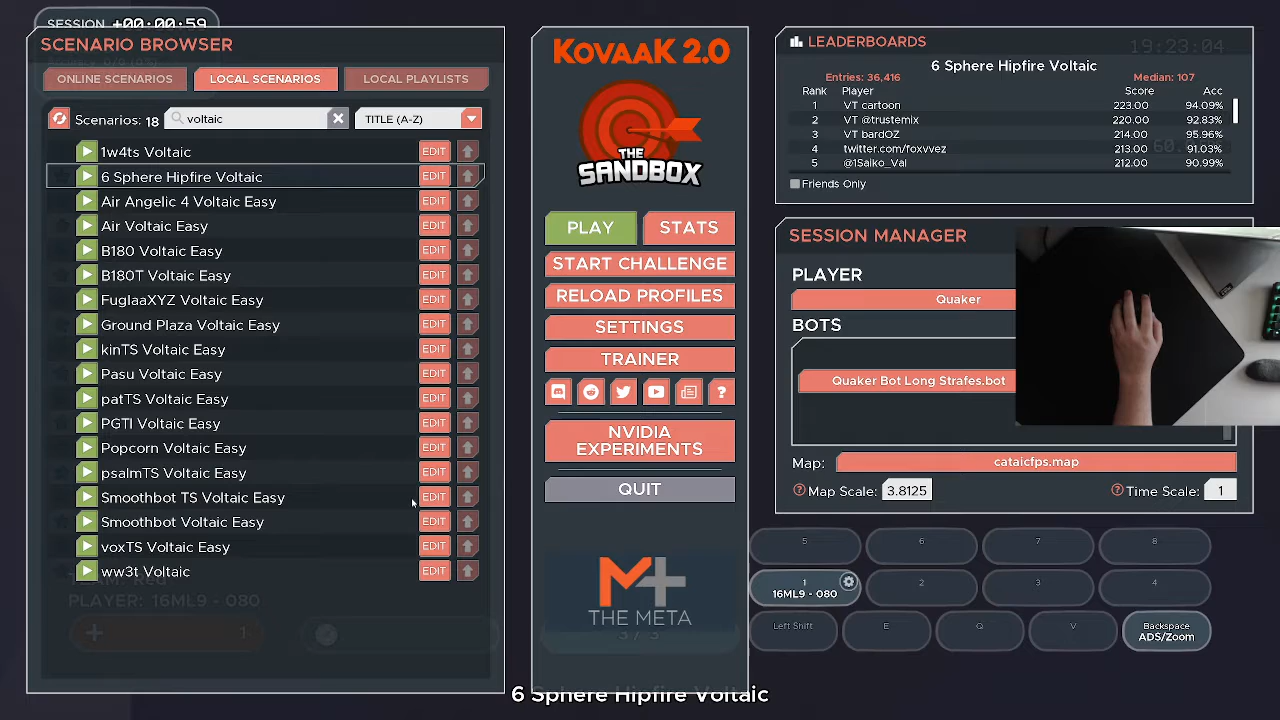 SESSION +00:00:59
SCENARIO BROWSER
ONLINE SCENARIOS
LOCAL SCENARIOS
LOCAL PLAYLISTS
Scenarios: 18
voltaic
TITLE (A-Z)
1w4ts Voltaic EDIT
6 Sphere Hipfire Voltaic EDIT
Air Angelic 4 Voltaic Easy EDIT
Air Voltaic Easy EDIT
B180 Voltaic Easy EDIT
B180T Voltaic Easy EDIT
FuglaaXYZ Voltaic Easy EDIT
Ground Plaza Voltaic Easy EDIT
kinTS Voltaic Easy EDIT
Pasu Voltaic Easy EDIT
patTS Voltaic Easy EDIT
PGTI Voltaic Easy EDIT
Popcorn Voltaic Easy EDIT
psalmTS Voltaic Easy EDIT
Smoothbot TS Voltaic Easy EDIT
Smoothbot Voltaic Easy EDIT
voxTS Voltaic Easy EDIT
ww3t Voltaic EDIT
PLAYER: 16ML9 - 080
1
KOVAAK 2.0
THE
SANDBOX
PLAY
STATS
START CHALLENGE
RELOAD PROFILES
SETTINGS
TRAINER
?
NVIDIA
EXPERIMENTS
QUIT
M+
THE META
3 / 3
6 Sphere Hipfire Voltaic
LEADERBOARDS
19:23:04
6 Sphere Hipfire Voltaic
Entries: 36,416
Median: 107
Rank Player Score Acc
1 VT cartoon 223.00 94.09%
2 VT @trustemix 220.00 92.83%
3 VT bardOZ 214.00 95.96%
4 twitter.com/foxvvez 213.00 91.03%
5 @1Saiko_Val 212.00 90.99%
Friends Only
SESSION MANAGER
PLAYER
Quaker
BOTS
Quaker Bot Long Strafes.bot
Map: cataicfps.map
Map Scale: 3.8125
Time Scale: 1
5
6
7
8
1
16ML9 - 080
2
3
4
Left Shift
E
Q
V
Backspace
ADS/Zoom